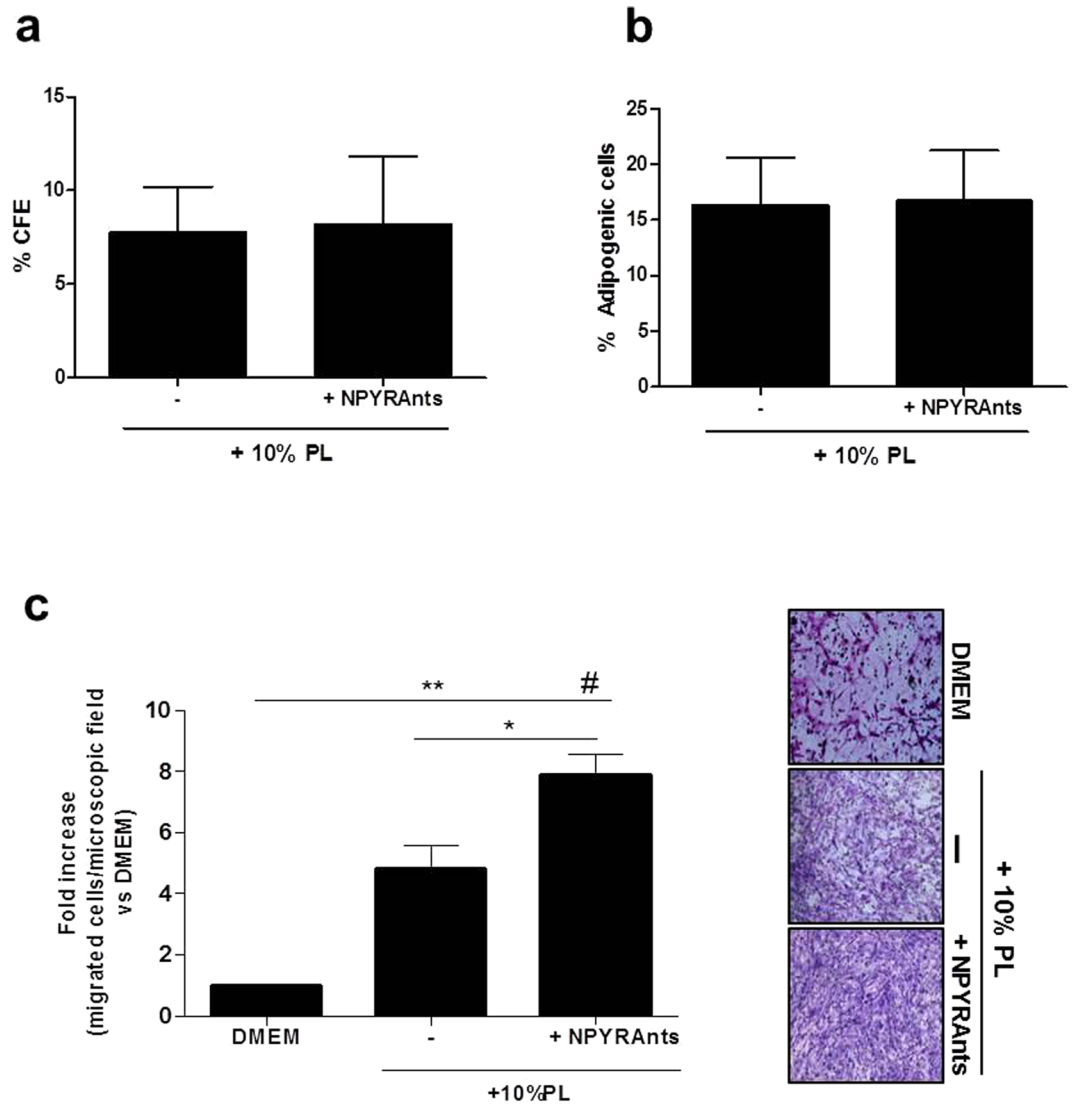 a
15
10
5
0
% CFE
-
+ NPYRAnts
+ 10% PL
b
25
20
15
10
5
0
% Adipogenic cells
-
+ NPYRAnts
+ 10% PL
c
Fold increase
(migrated cells/microscopic field
vs DMEM)
10
8
6
4
2
0
**
#
*
DMEM
-
+ NPYRAnts
+10%PL
DMEM
–
+ NPYRAnts
+ 10% PL